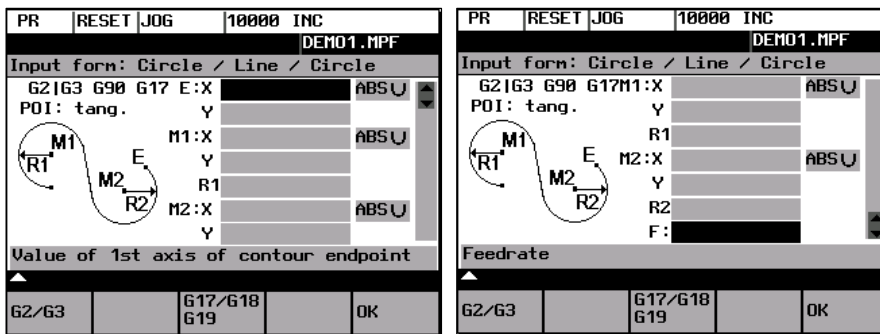 PR RESET JOG 10000 INC
DEMO1.MPF
Input form: Circle / Line / Circle
G2|G3 G90 G17 E:X ABS
POI: tang. Y
M1 M1:X ABS
R1 E Y
M2 R1
R2 M2:X ABS
Y
Value of 1st axis of contour endpoint
G2/G3 G17/G18 OK
G19
PR RESET JOG 10000 INC
DEMO1.MPF
Input form: Circle / Line / Circle
G2|G3 G90 G17M1:X ABS
POI: tang. Y
M1 R1
R1 E M2:X ABS
M2 Y
R2 R2
F:
Feedrate
G2/G3 G17/G18 OK
G19